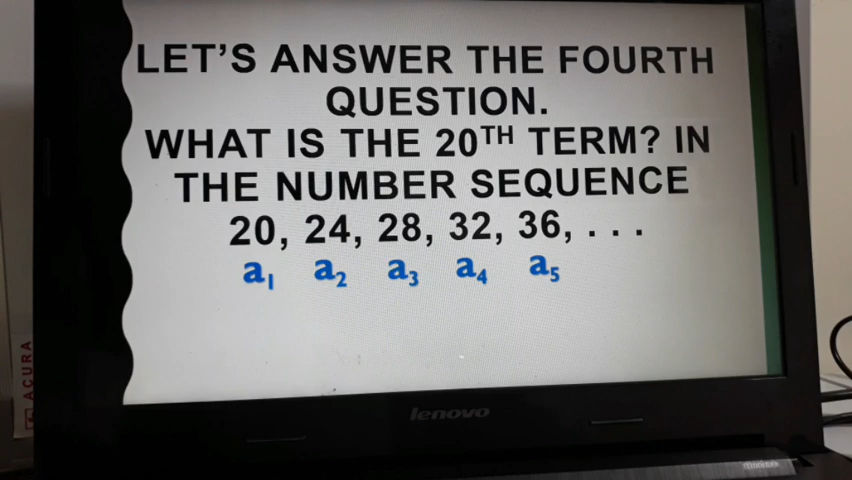 LET'S ANSWER THE FOURTH
QUESTION.
WHAT IS THE 20TH TERM? IN
THE NUMBER SEQUENCE
20, 24, 28, 32, 36, . . .
a₁ a₂ a₃ a₄ a₅
ACURA
lenovo